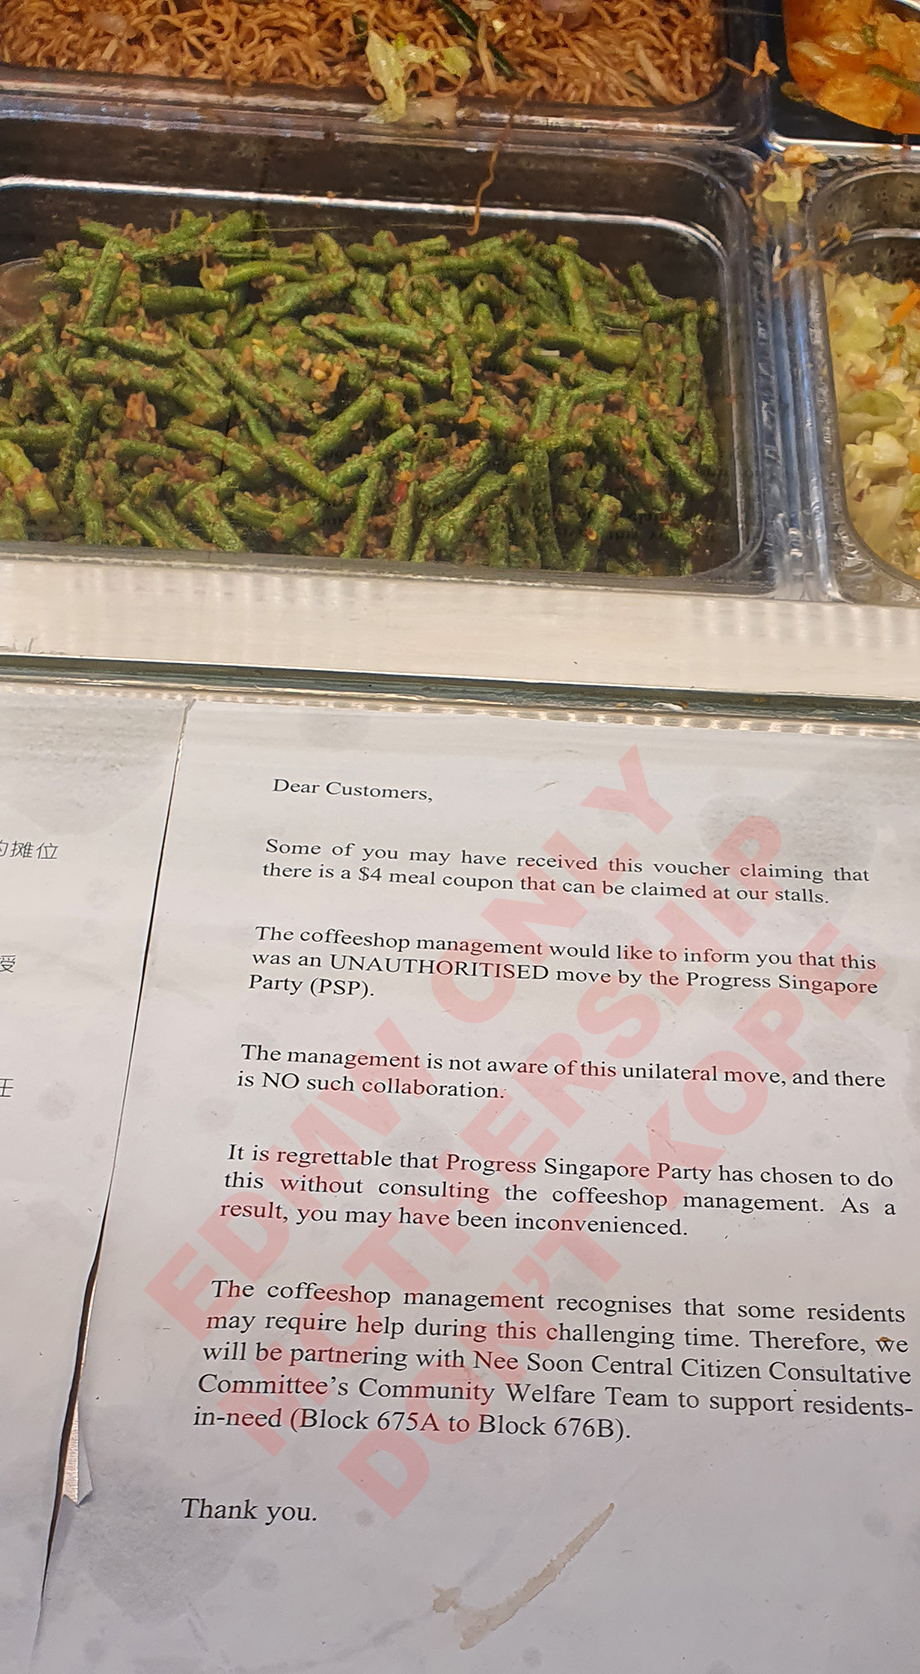 的摊位
受
王
Dear Customers,
Some of you may have received this voucher claiming that
there is a $4 meal coupon that can be claimed at our stalls.
The coffeeshop management would like to inform you that this
was an UNAUTHORITISED move by the Progress Singapore
Party (PSP).
The management is not aware of this unilateral move, and there
is NO such collaboration.
It is regrettable that Progress Singapore Party has chosen to do
this without consulting the coffeeshop management. As a
result, you may have been inconvenienced.
The coffeeshop management recognises that some residents
may require help during this challenging time. Therefore, we
will be partnering with Nee Soon Central Citizen Consultative
Committee's Community Welfare Team to support residents-
in-need (Block 675A to Block 676B).
Thank you.
EDMW ONLY
MOTHERSHIP
DON'T KOPE